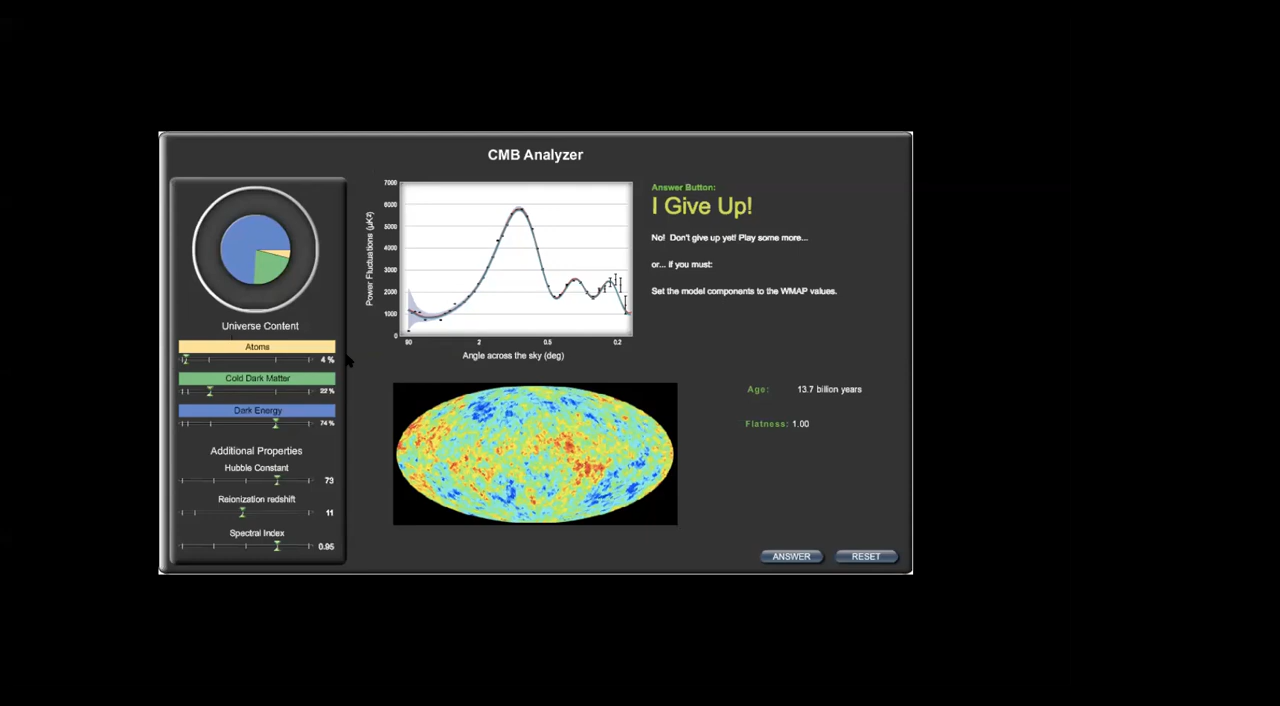 CMB Analyzer
Universe Content
Atoms
4 %
Cold Dark Matter
22 %
Dark Energy
74 %
Additional Properties
Hubble Constant
73
Reionization redshift
11
Spectral Index
0.95
Power Fluctuations (μK²)
7000
6000
5000
4000
3000
2000
1000
0
90
2
0.5
0.2
Angle across the sky (deg)
Answer Button:
I Give Up!
No! Don't give up yet! Play some more...
or... if you must:
Set the model components to the WMAP values.
Age: 13.7 billion years
Flatness: 1.00
ANSWER
RESET